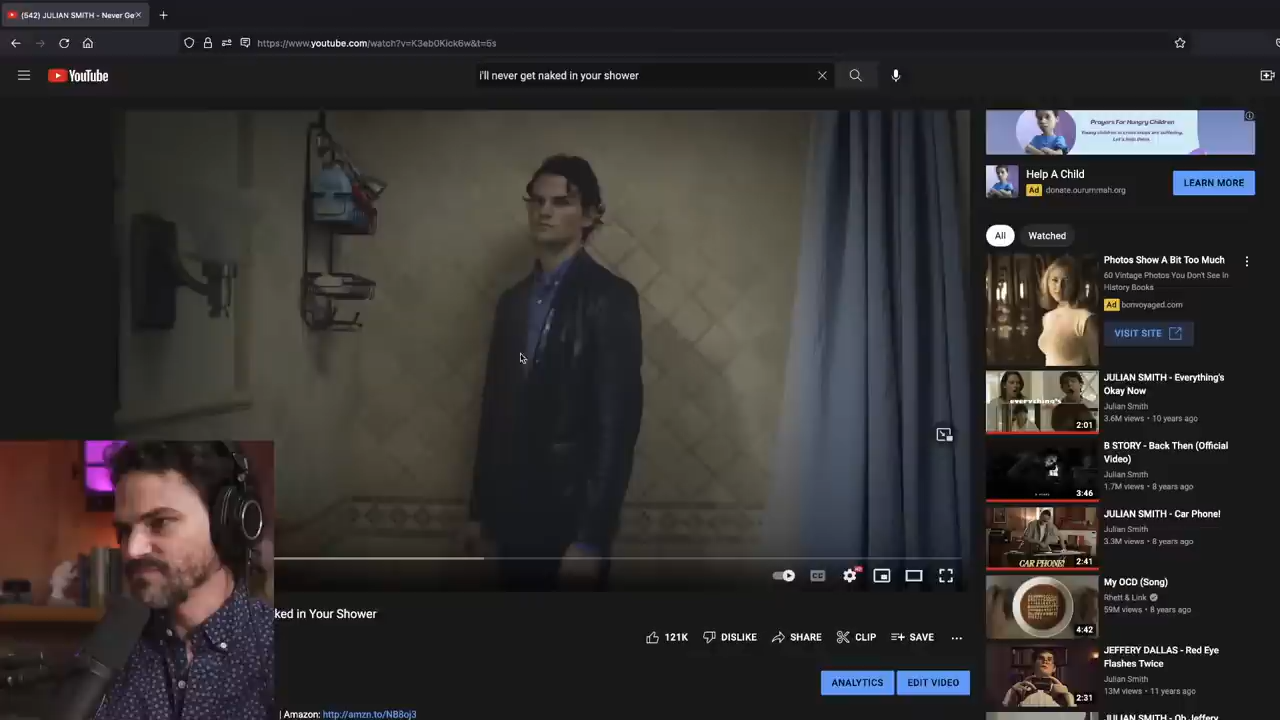 (542) JULIAN SMITH - Never Ge
https://www.youtube.com/watch?v=K3eb0Kick6w&t=6s
YouTube
i'll never get naked in your shower
Prayers For Hungry Children
Help A Child
Ad donate.ourummah.org
LEARN MORE
All
Watched
Photos Show A Bit Too Much
60 Vintage Photos You Don't See In
History Books
Ad bonvoyaged.com
VISIT SITE
JULIAN SMITH - Everything's
Okay Now
Julian Smith
3.6M views • 10 years ago
2:01
B STORY - Back Then (Official
Video)
Julian Smith
1.7M views • 8 years ago
3:46
JULIAN SMITH - Car Phone!
Julian Smith
3.3M views • 8 years ago
CAR PHONE!
2:41
My OCD (Song)
Rhett & Link
59M views • 8 years ago
4:42
JEFFERY DALLAS - Red Eye
Flashes Twice
Julian Smith
13M views • 11 years ago
2:31
JULIAN SMITH - Oh Jeffery
CC
HD
ked in Your Shower
121K
DISLIKE
SHARE
CLIP
SAVE
ANALYTICS
EDIT VIDEO
| Amazon: http://amzn.to/NB8oj3